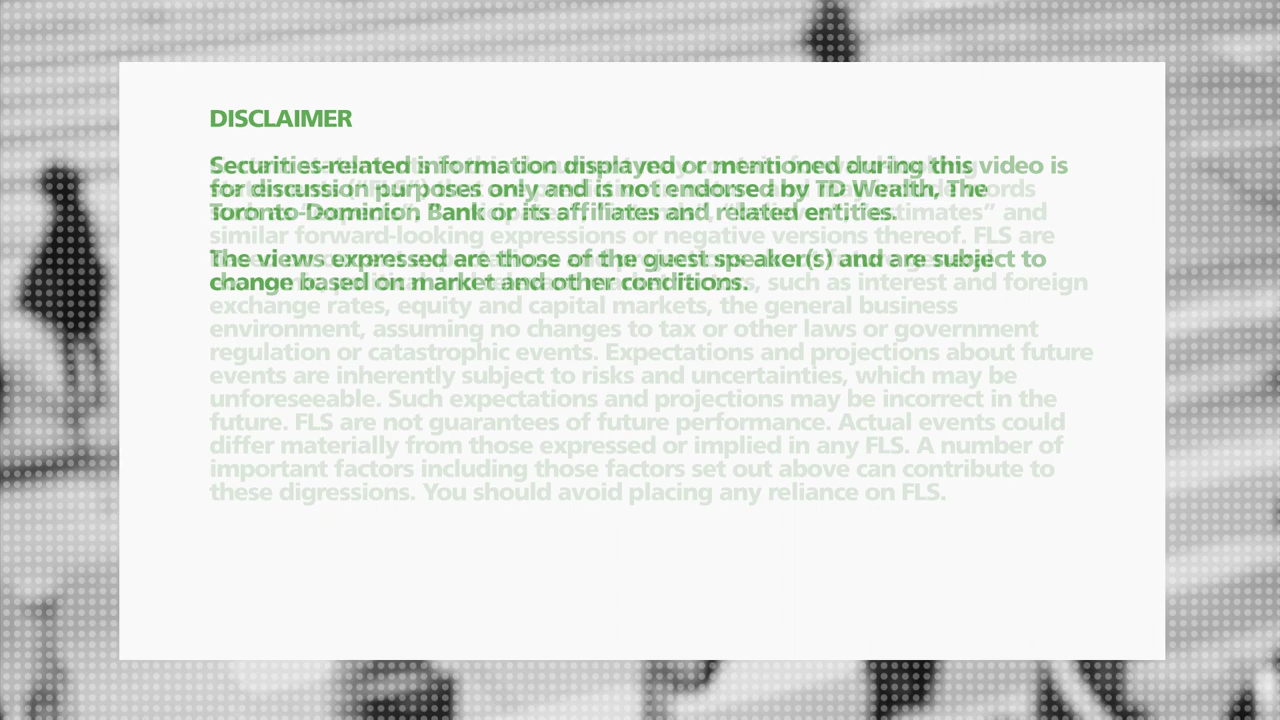 DISCLAIMER
Securities-related information displayed or mentioned during this video is
for discussion purposes only and is not endorsed by TD Wealth, The
Toronto-Dominion Bank or its affiliates and related entities.
estimates” and
similar forward-looking expressions or negative versions thereof. FLS are
The views expressed are those of the guest speaker(s) and are subject to
change based on market and other conditions.
, such as interest and foreign
exchange rates, equity and capital markets, the general business
environment, assuming no changes to tax or other laws or government
regulation or catastrophic events. Expectations and projections about future
events are inherently subject to risks and uncertainties, which may be
unforeseeable. Such expectations and projections may be incorrect in the
future. FLS are not guarantees of future performance. Actual events could
differ materially from those expressed or implied in any FLS. A number of
important factors including those factors set out above can contribute to
these digressions. You should avoid placing any reliance on FLS.